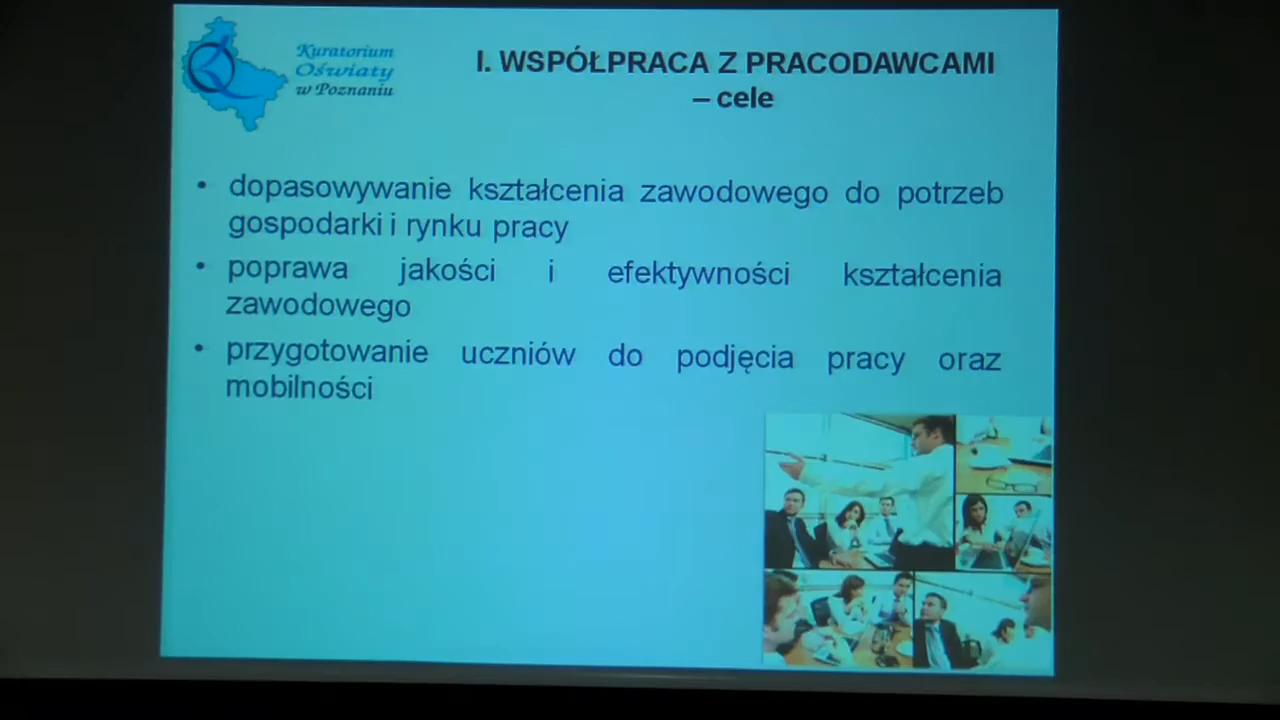 Kuratorium
Oświaty
w Poznaniu
I. WSPÓŁPRACA Z PRACODAWCAMI
– cele
• dopasowywanie kształcenia zawodowego do potrzeb
gospodarki i rynku pracy
• poprawa jakości i efektywności kształcenia
zawodowego
• przygotowanie uczniów do podjęcia pracy oraz
mobilności